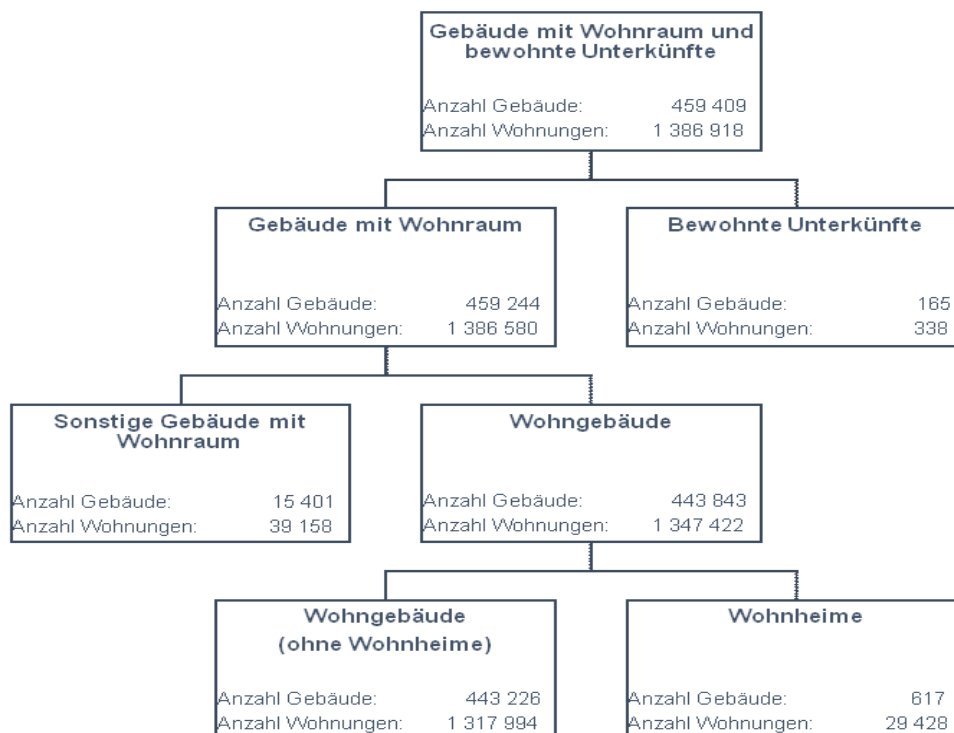 Gebäude mit Wohnraum und
bewohnte Unterkünfte
Anzahl Gebäude: 459 409
Anzahl Wohnungen: 1 386 918
Gebäude mit Wohnraum
Anzahl Gebäude: 459 244
Anzahl Wohnungen: 1 386 580
Bewohnte Unterkünfte
Anzahl Gebäude: 165
Anzahl Wohnungen: 338
Sonstige Gebäude mit
Wohnraum
Anzahl Gebäude: 15 401
Anzahl Wohnungen: 39 158
Wohngebäude
Anzahl Gebäude: 443 843
Anzahl Wohnungen: 1 347 422
Wohngebäude
(ohne Wohnheime)
Anzahl Gebäude: 443 226
Anzahl Wohnungen: 1 317 994
Wohnheime
Anzahl Gebäude: 617
Anzahl Wohnungen: 29 428